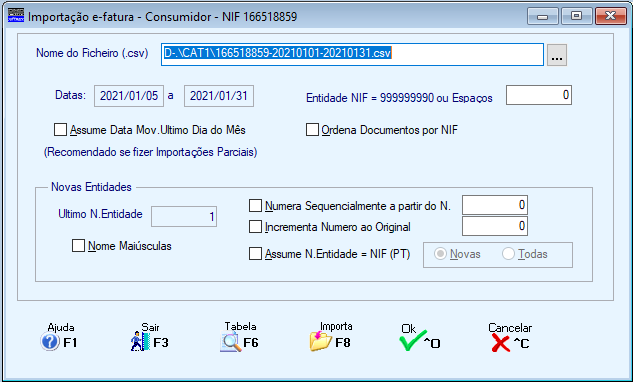 Importação e-fatura - Consumidor - NIF 166518859
Nome do Ficheiro (.csv) D-.\CAT1\166518859-20210101-20210131.csv ...
Datas: 2021/01/05 a 2021/01/31 Entidade NIF = 999999990 ou Espaços 0
Assume Data Mov.Ultimo Dia do Mês Ordena Documentos por NIF
(Recomendado se fizer Importações Parciais)
Novas Entidades
Ultimo N.Entidade 1 Numera Sequencialmente a partir do N. 0
Incrementa Numero ao Original 0
Nome Maiúsculas Assume N.Entidade = NIF (PT) Novas Todas
Ajuda F1 Sair F3 Tabela F6 Importa F8 Ok ^O Cancelar ^C